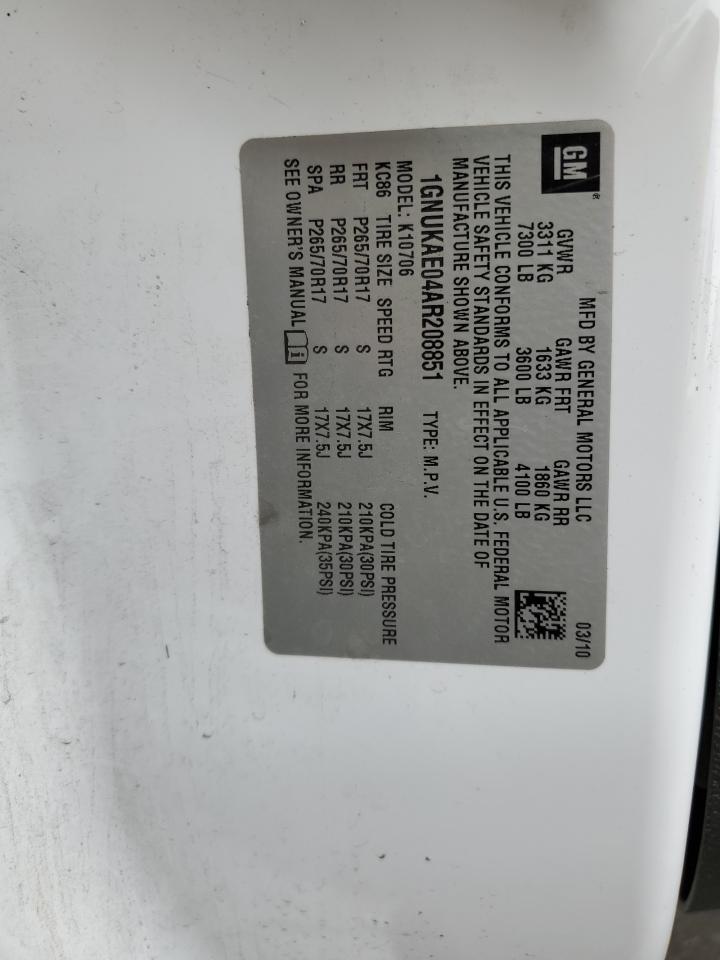 GM®
MFD BY GENERAL MOTORS LLC 03/10
GVWR GAWR FRT GAWR RR
3311 KG 1633 KG 1860 KG
7300 LB 3600 LB 4100 LB
THIS VEHICLE CONFORMS TO ALL APPLICABLE U.S. FEDERAL MOTOR
VEHICLE SAFETY STANDARDS IN EFFECT ON THE DATE OF
MANUFACTURE SHOWN ABOVE.
1GNUKAE04AR208851 TYPE: M.P.V.
MODEL: K10706
KC86 TIRE SIZE SPEED RTG RIM COLD TIRE PRESSURE
FRT P265/70R17 S 17X7.5J 210KPA(30PSI)
RR P265/70R17 S 17X7.5J 210KPA(30PSI)
SPA P265/70R17 S 17X7.5J 240KPA(35PSI)
SEE OWNER'S MANUAL i FOR MORE INFORMATION.